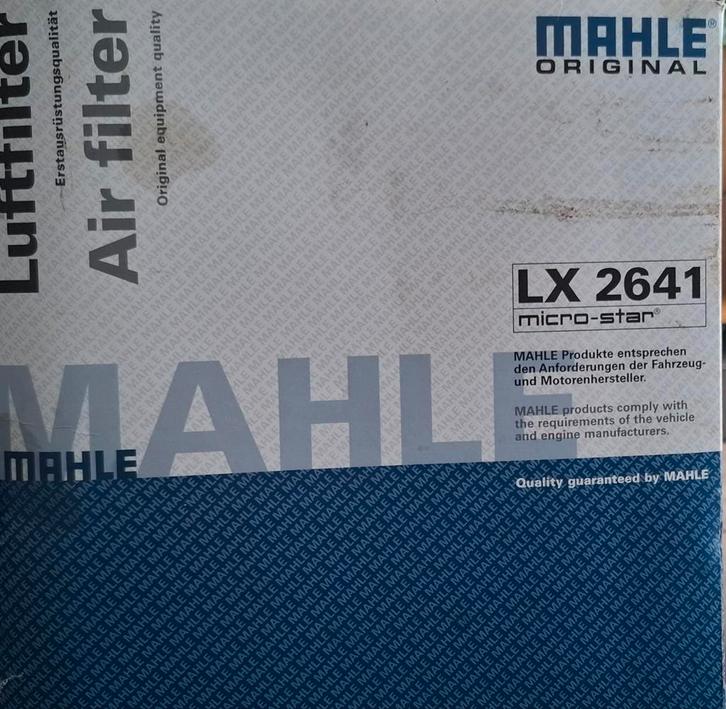 Luftfilter
Erstausrüstungsqualität
Air filter
Original equipment quality
MAHLE®
ORIGINAL
LX 2641
micro-star®
MAHLE Produkte entsprechen
den Anforderungen der Fahrzeug-
und Motorenhersteller.
MAHLE products comply with
the requirements of the vehicle
and engine manufacturers.
MAHLE
MAHLE
Quality guaranteed by MAHLE